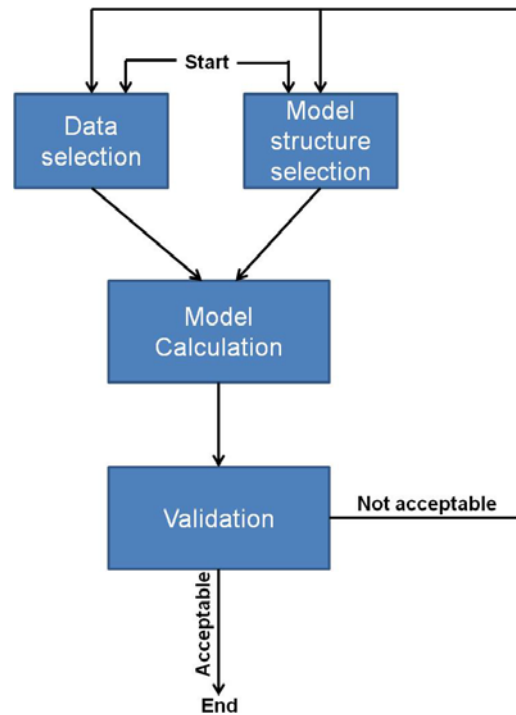 Start
Data
selection
Model
structure
selection
Model
Calculation
Validation
Not acceptable
Acceptable
End